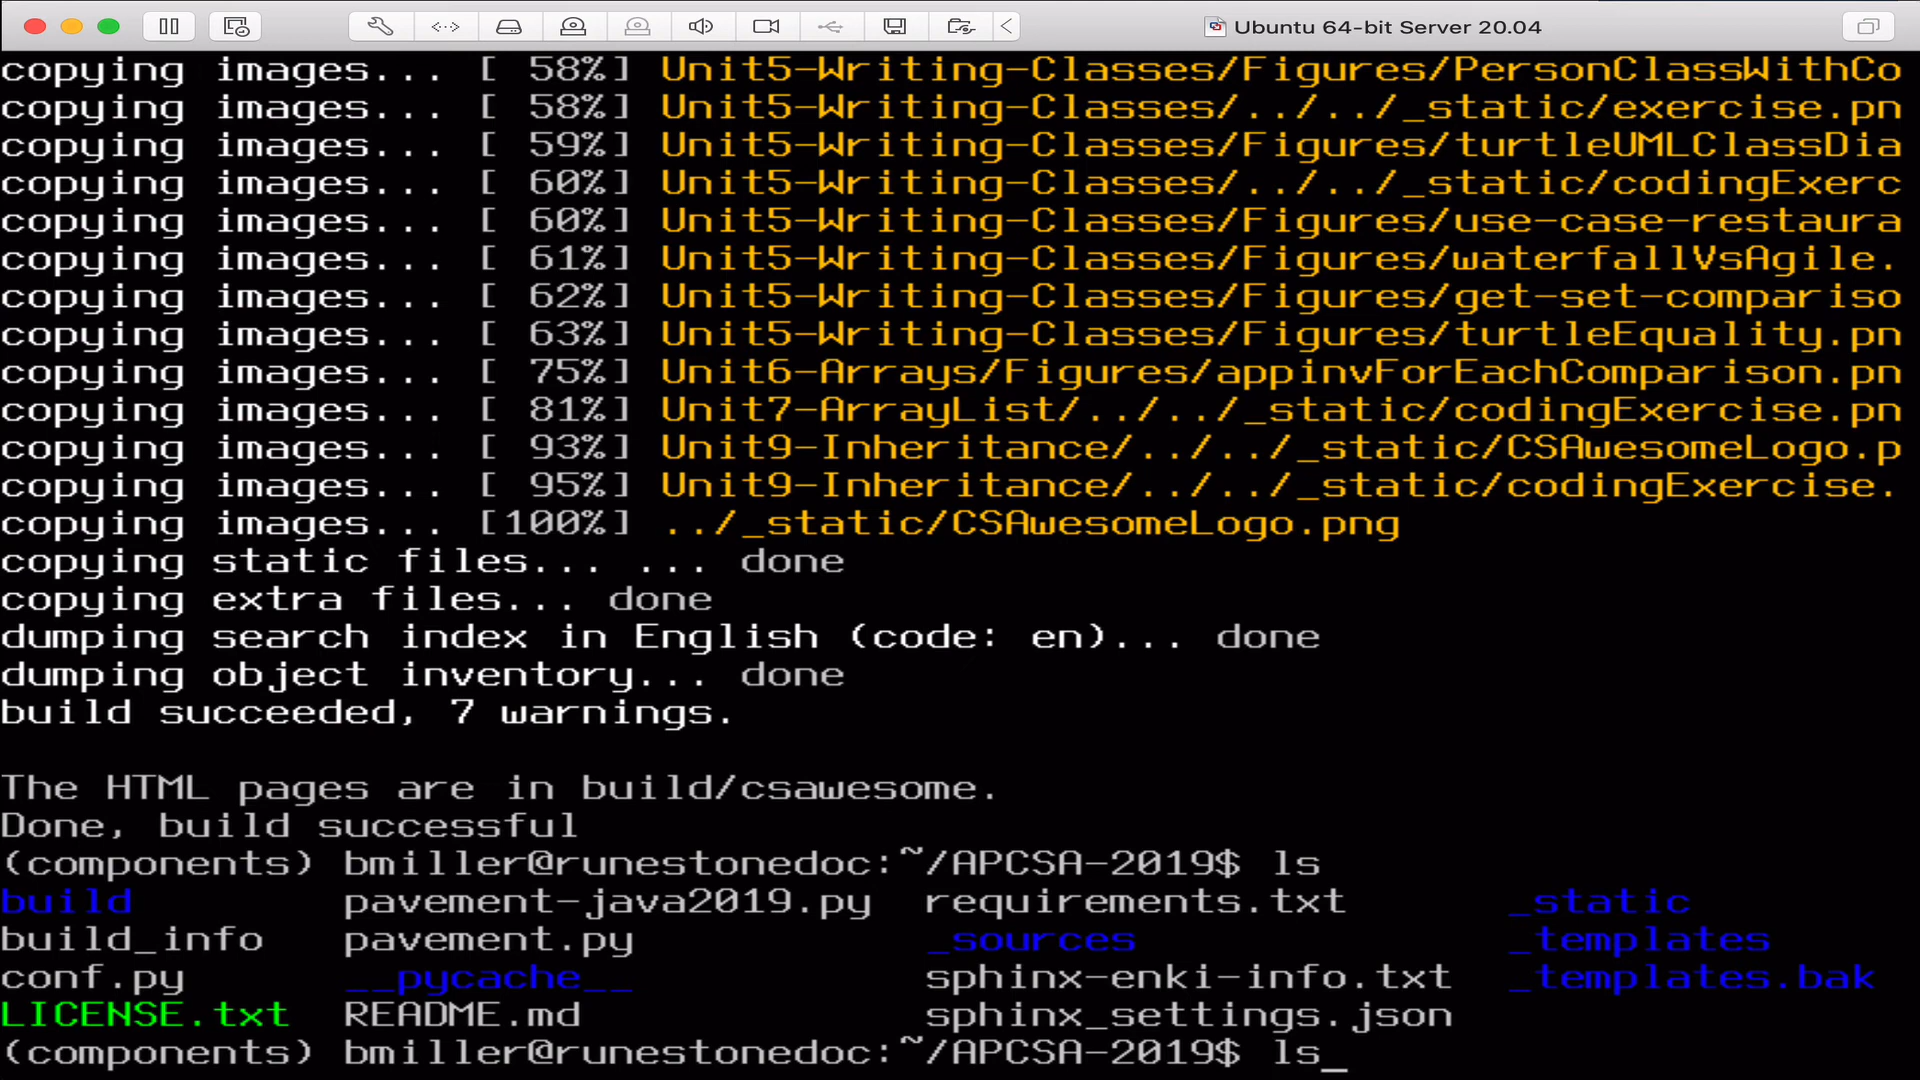 Ubuntu 64-bit Server 20.04
copying images... [ 58%] Unit5-Writing-Classes/Figures/PersonClassWithCo
copying images... [ 58%] Unit5-Writing-Classes/../../_static/exercise.pn
copying images... [ 59%] Unit5-Writing-Classes/Figures/turtleUMLClassDia
copying images... [ 60%] Unit5-Writing-Classes/../../_static/codingExerc
copying images... [ 60%] Unit5-Writing-Classes/Figures/use-case-restaura
copying images... [ 61%] Unit5-Writing-Classes/Figures/waterfallVsAgile.
copying images... [ 62%] Unit5-Writing-Classes/Figures/get-set-compariso
copying images... [ 63%] Unit5-Writing-Classes/Figures/turtleEquality.pn
copying images... [ 75%] Unit6-Arrays/Figures/appinvForEachComparison.pn
copying images... [ 81%] Unit7-ArrayList/../../_static/codingExercise.pn
copying images... [ 93%] Unit9-Inheritance/../../_static/CSAwesomeLogo.p
copying images... [ 95%] Unit9-Inheritance/../../_static/codingExercise.
copying images... [100%] ../_static/CSAwesomeLogo.png
copying static files... ... done
copying extra files... done
dumping search index in English (code: en)... done
dumping object inventory... done
build succeeded, 7 warnings.
The HTML pages are in build/csawesome.
Done, build successful
(components) bmiller@runestonedoc:~/APCSA-2019$ ls
build pavement-java2019.py requirements.txt _static
build_info pavement.py _sources _templates
conf.py __pycache__ sphinx-enki-info.txt _templates.bak
LICENSE.txt README.md sphinx_settings.json
(components) bmiller@runestonedoc:~/APCSA-2019$ ls_